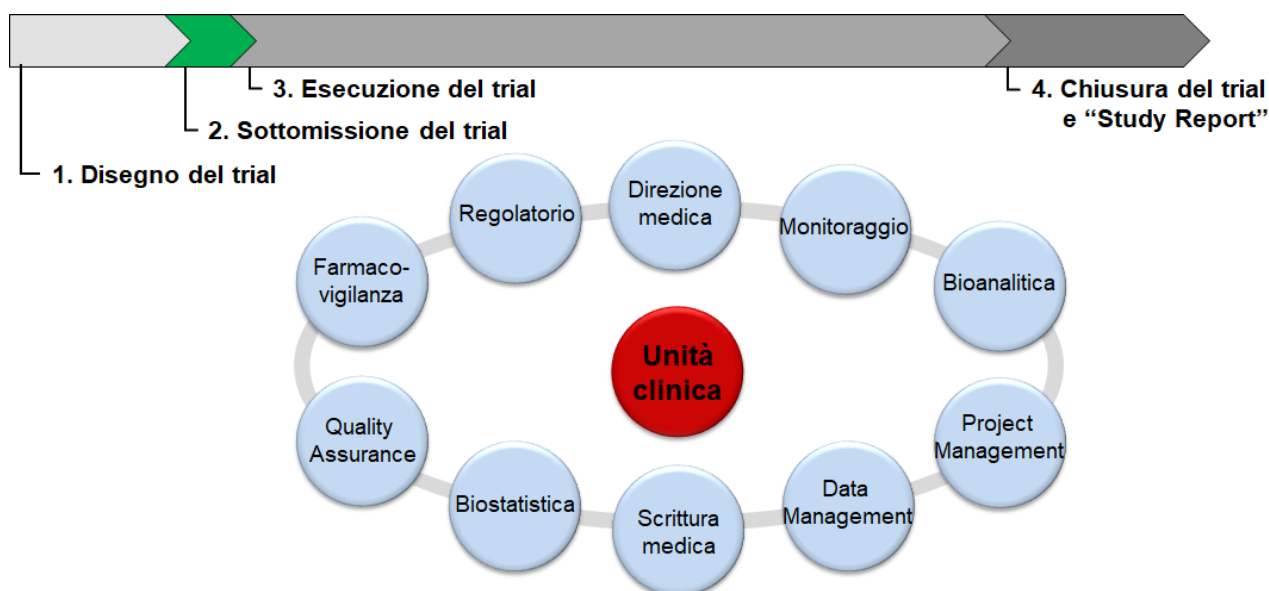 3. Esecuzione del trial
4. Chiusura del trial
e “Study Report”
2. Sottomissione del trial
1. Disegno del trial
Direzione
medica
Regolatorio
Monitoraggio
Farmaco-
vigilanza
Bioanalitica
Unità
clinica
Quality
Assurance
Project
Management
Biostatistica
Scrittura
medica
Data
Management